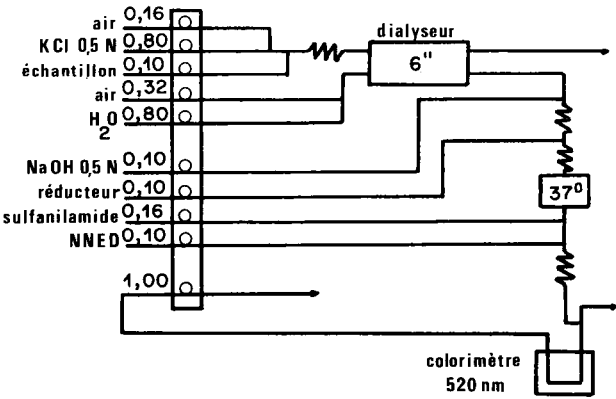 air 0,16
KCl 0,5 N 0,80
échantillon 0,10
air 0,32
H2O 0,80
NaOH 0,5 N 0,10
réducteur 0,10
sulfanilamide 0,16
NNED 0,10
1,00
dialyseur
6"
37°
colorimètre
520 nm